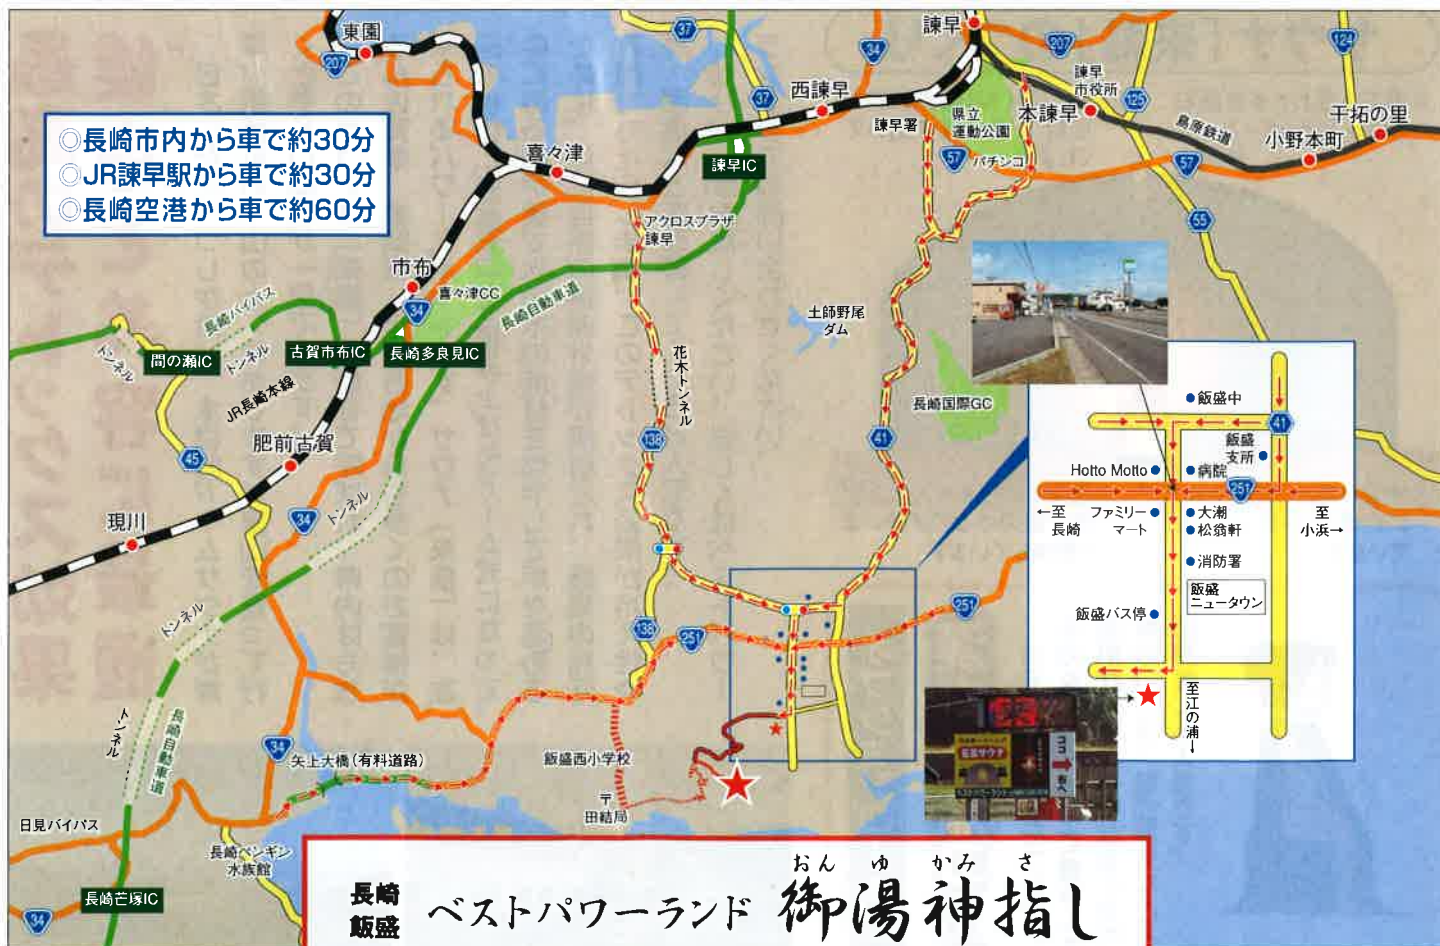 ◎長崎市内から車で約30分
◎JR諫早駅から車で約30分
◎長崎空港から車で約60分
東園
207
37
34
諫早
207
124
37
西諫早
諫早
市役所
125
諫早署
県立
運動公園
本諫早
島原鉄道
干拓の里
小野本町
喜々津
諫早IC
57
パチンコ
57
アクロスプラザ
諫早
55
市布
喜々津CC
34
長崎自動車道
土師野尾
ダム
長崎バイパス
トンネル
間の瀬IC
トンネル
古賀市布IC
長崎多良見IC
JR長崎本線
花木トンネル
長崎国際GC
肥前古賀
45
138
41
現川
34
トンネル
トンネル
138
251
251
トンネル
長崎自動車道
34
矢上大橋(有料道路)
飯盛西小学校
〒
田結局
日見バイパス
長崎ペンギン
水族館
長崎芒塚IC
34
飯盛中
41
飯盛
支所
Hotto Motto
病院
251
←至
長崎
ファミリー
マート
大潮
松翁軒
至
小浜→
消防署
飯盛
ニュータウン
飯盛バス停
至江の浦→
ココ
右へ
長崎
飯盛
ベストパワーランド
おん ゆ かみ さ
御湯神指し